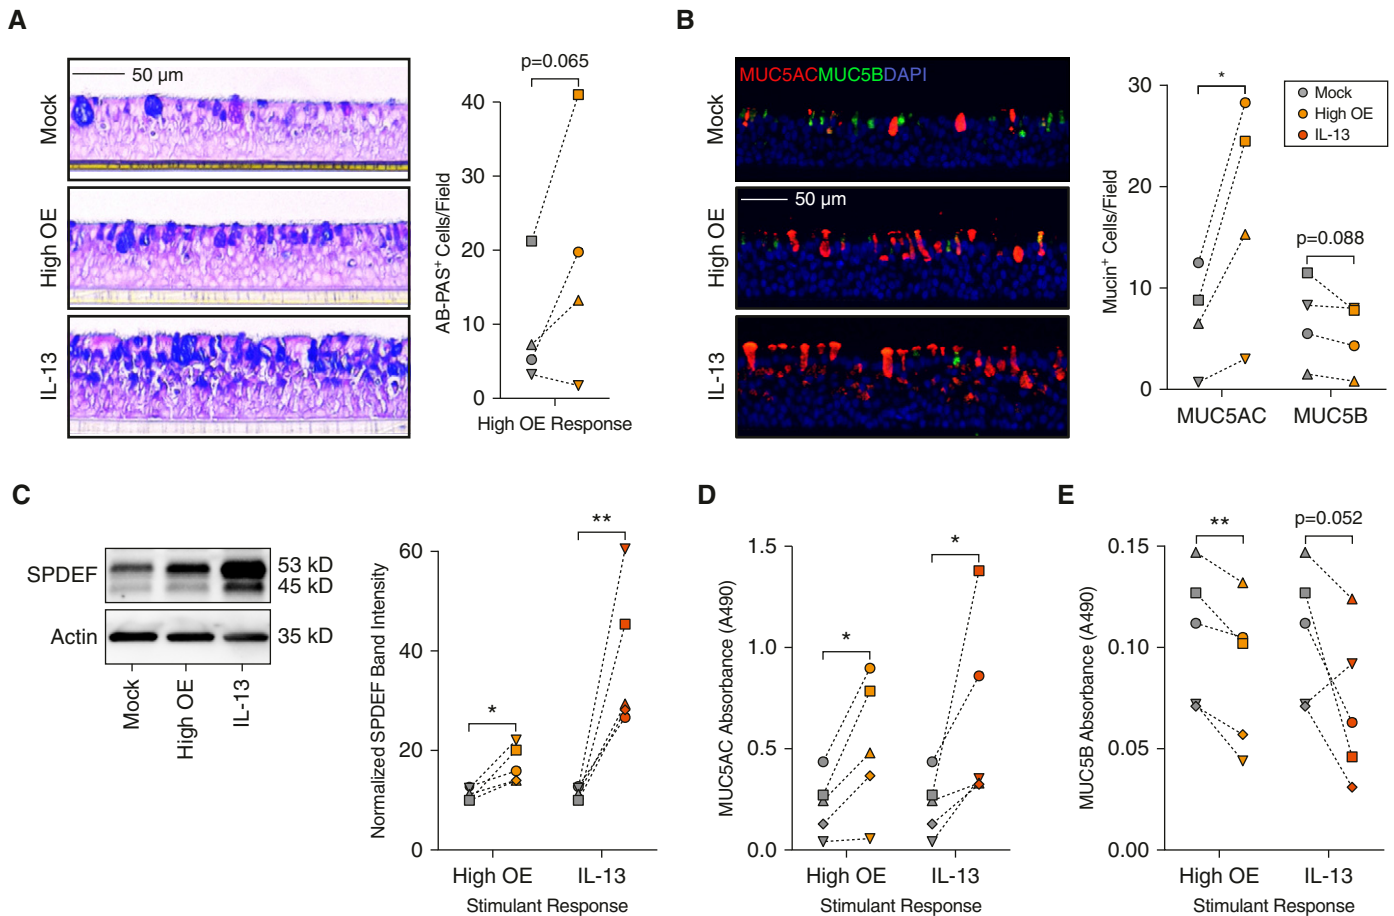 A
50 µm
Mock
High OE
IL-13
p=0.065
AB-PAS+ Cells/Field
40
30
20
10
0
High OE Response
B
MUC5ACMUC5BDAPI
Mock
50 µm
High OE
IL-13
*
p=0.088
Mucin+ Cells/Field
30
20
10
0
MUC5AC
MUC5B
Mock
High OE
IL-13
C
SPDEF
53 kD
45 kD
Actin
35 kD
Mock
High OE
IL-13
Normalized SPDEF Band Intensity
60
40
20
0
*
**
High OE
IL-13
Stimulant Response
D
MUC5AC Absorbance (A490)
1.5
1.0
0.5
0.0
*
*
High OE
IL-13
Stimulant Response
E
MUC5B Absorbance (A490)
0.15
0.10
0.05
0.00
**
p=0.052
High OE
IL-13
Stimulant Response